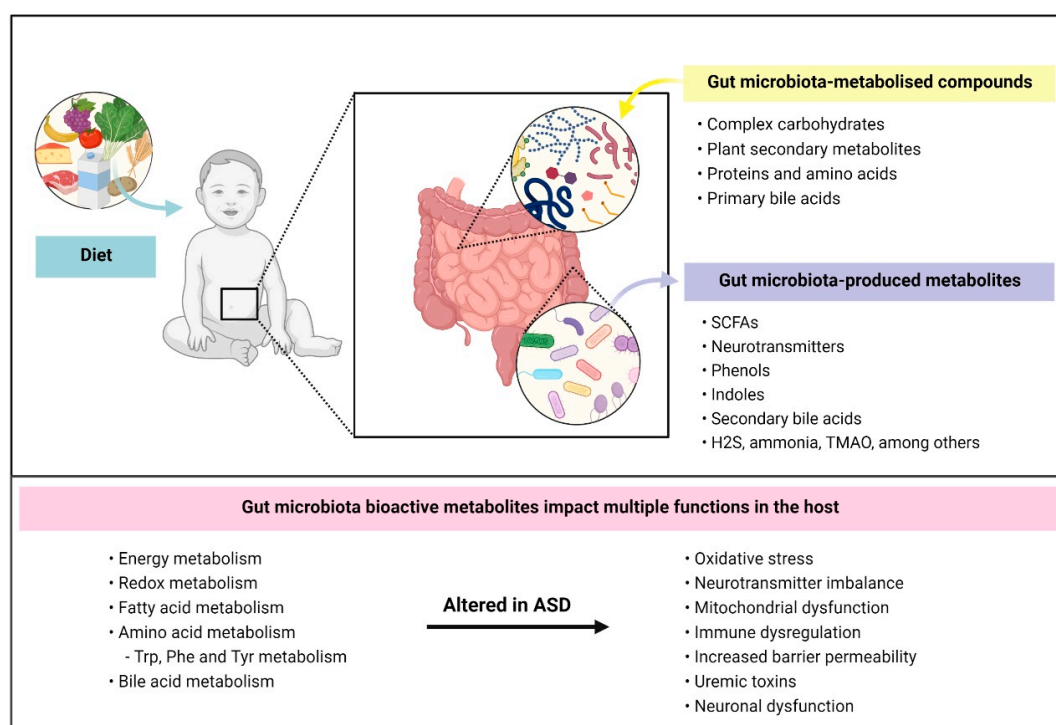 Diet
Gut microbiota-metabolised compounds
• Complex carbohydrates
• Plant secondary metabolites
• Proteins and amino acids
• Primary bile acids
Gut microbiota-produced metabolites
• SCFAs
• Neurotransmitters
• Phenols
• Indoles
• Secondary bile acids
• H2S, ammonia, TMAO, among others
Gut microbiota bioactive metabolites impact multiple functions in the host
• Energy metabolism
• Redox metabolism
• Fatty acid metabolism
• Amino acid metabolism
- Trp, Phe and Tyr metabolism
• Bile acid metabolism
Altered in ASD
• Oxidative stress
• Neurotransmitter imbalance
• Mitochondrial dysfunction
• Immune dysregulation
• Increased barrier permeability
• Uremic toxins
• Neuronal dysfunction